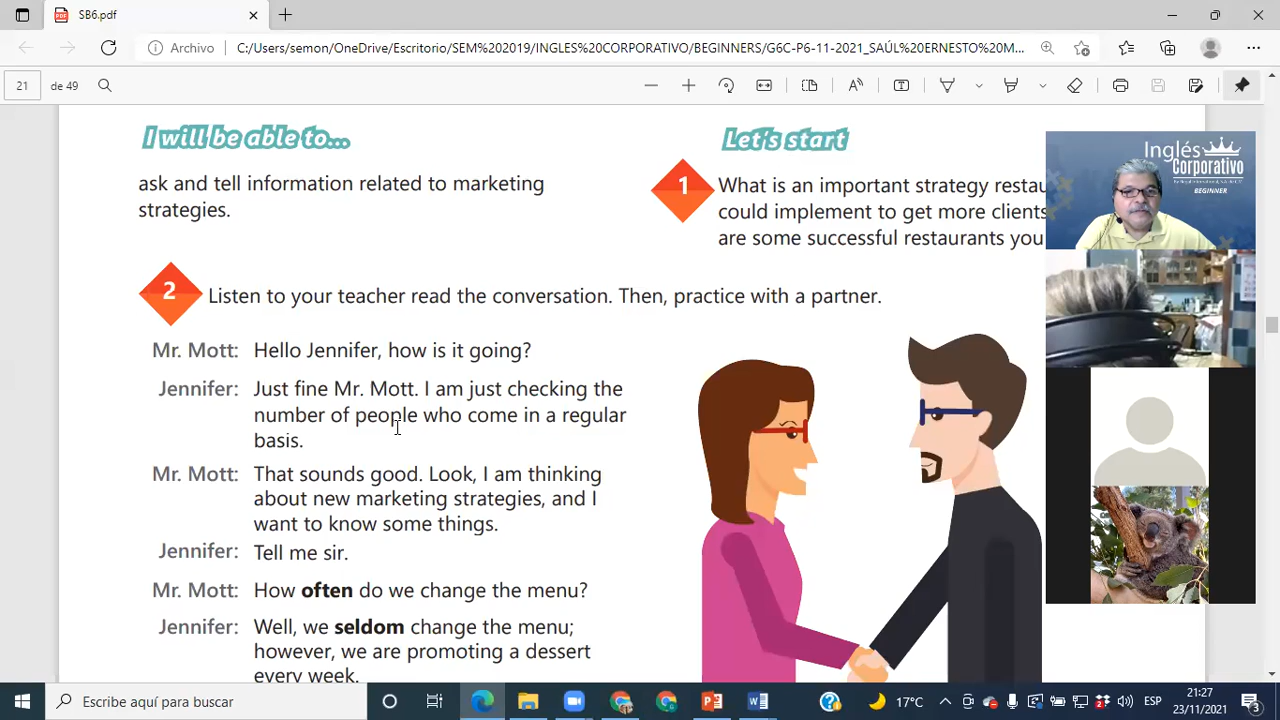 SB6.pdf
Archivo
C:/Users/semon/OneDrive/Escritorio/SEM%202019/INGLES%20CORPORATIVO/BEGINNERS/G6C-P6-11-2021_SAÚL%20ERNESTO%20M...
21
de 49
I will be able to...
ask and tell information related to marketing
strategies.
Let's start
1
What is an important strategy restau
could implement to get more clients
are some successful restaurants you
Inglés
Corporativo
BEGINNER
2
Listen to your teacher read the conversation. Then, practice with a partner.
Mr. Mott: Hello Jennifer, how is it going?
Jennifer: Just fine Mr. Mott. I am just checking the
number of people who come in a regular
basis.
Mr. Mott: That sounds good. Look, I am thinking
about new marketing strategies, and I
want to know some things.
Jennifer: Tell me sir.
Mr. Mott: How often do we change the menu?
Jennifer: Well, we seldom change the menu;
however, we are promoting a dessert
every week.
Escribe aquí para buscar
17°C
ESP
21:27
23/11/2021
3